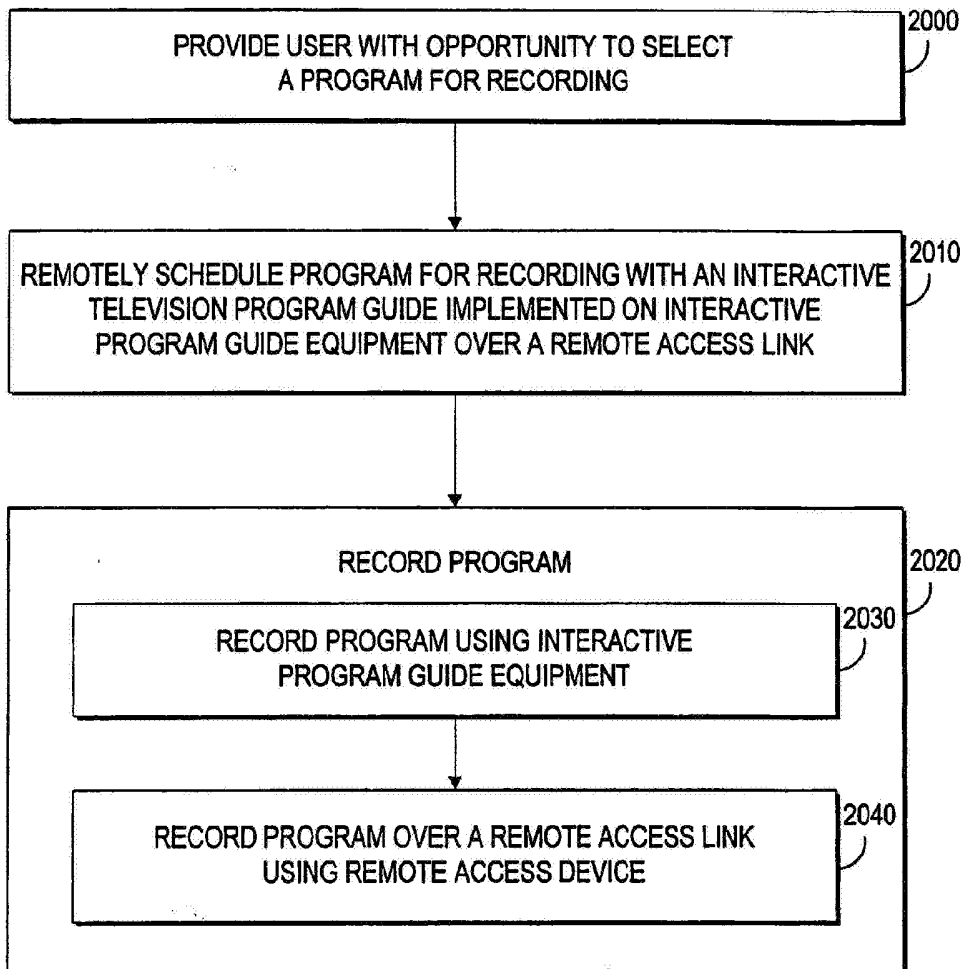 2000
PROVIDE USER WITH OPPORTUNITY TO SELECT
A PROGRAM FOR RECORDING
2010
REMOTELY SCHEDULE PROGRAM FOR RECORDING WITH AN INTERACTIVE
TELEVISION PROGRAM GUIDE IMPLEMENTED ON INTERACTIVE
PROGRAM GUIDE EQUIPMENT OVER A REMOTE ACCESS LINK
RECORD PROGRAM
2020
2030
RECORD PROGRAM USING INTERACTIVE
PROGRAM GUIDE EQUIPMENT
2040
RECORD PROGRAM OVER A REMOTE ACCESS LINK
USING REMOTE ACCESS DEVICE